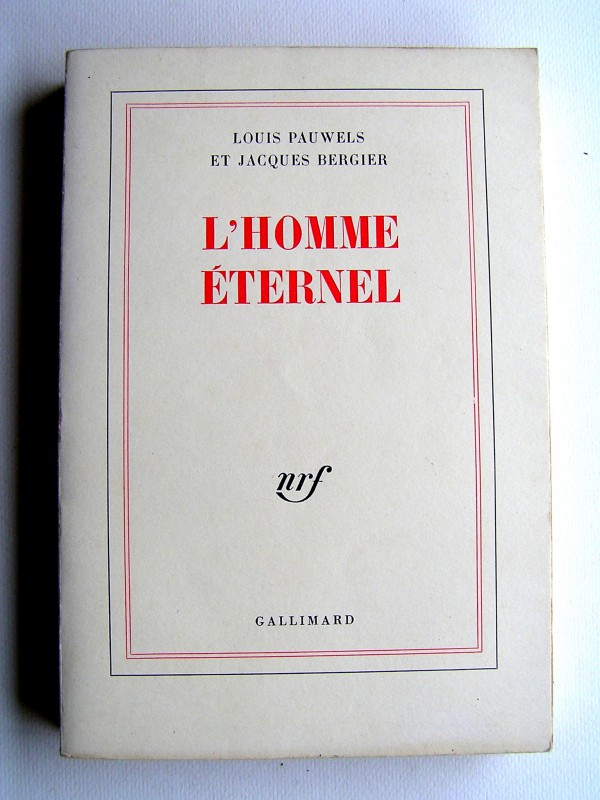 LOUIS PAUWELS
ET JACQUES BERGIER
L'HOMME
ÉTERNEL
nrf
GALLIMARD